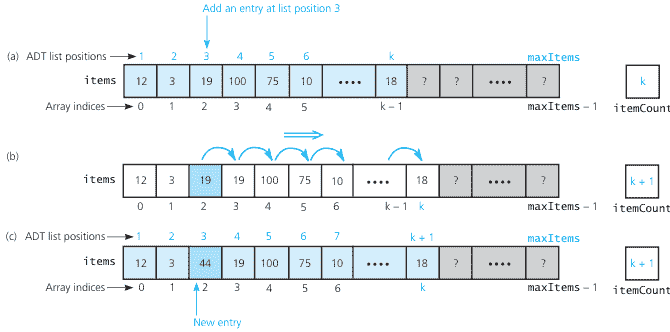 Add an entry at list position 3
(a) ADT list positions 1 2 3 4 5 6 k maxItems
items 12 3 19 100 75 10 •••• 18 ? ? •••• ? k
Array indices 0 1 2 3 4 5 k − 1 maxItems − 1 itemCount
(b)
items 12 3 19 19 100 75 10 •••• 18 ? •••• ? k + 1
0 1 2 3 4 5 6 k − 1 k maxItems − 1 itemCount
(c) ADT list positions 1 2 3 4 5 6 7 k + 1 maxItems
items 12 3 44 19 100 75 10 •••• 18 ? •••• ? k + 1
Array indices 0 1 2 3 4 5 6 k maxItems − 1 itemCount
New entry